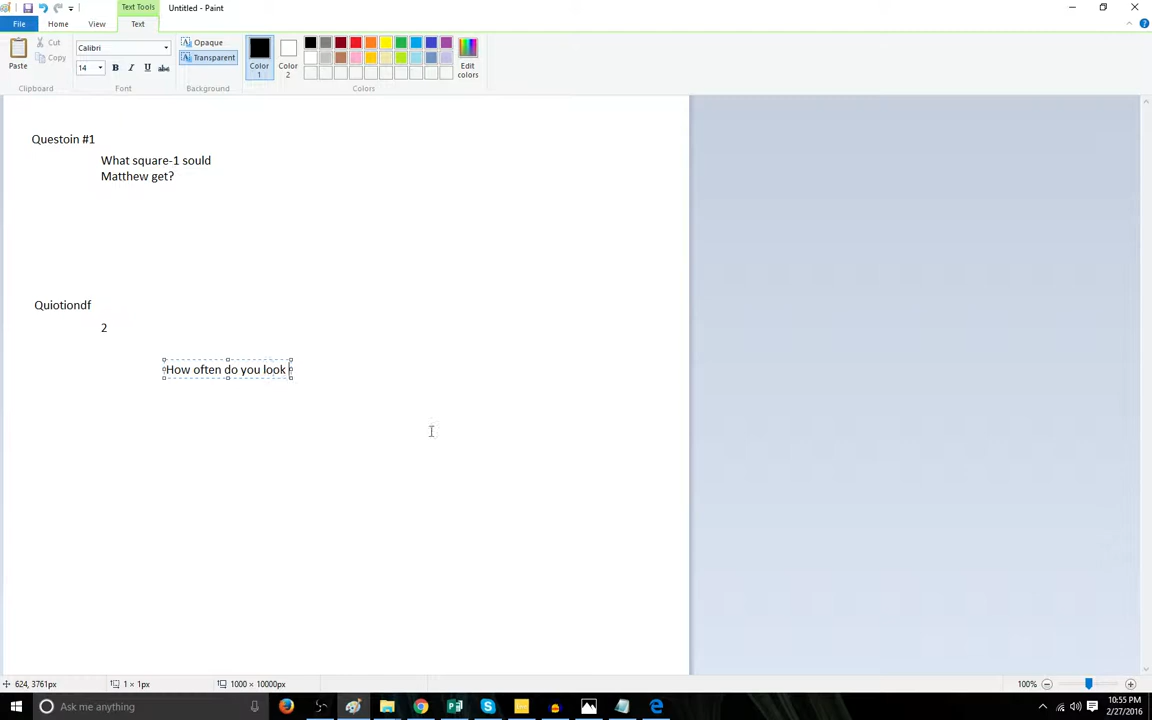 Text Tools
Untitled - Paint
File
Home
View
Text
Paste
Cut
Copy
Calibri
14
B
I
U
abc
Opaque
Transparent
Color 1
Color 2
Edit colors
Clipboard
Font
Background
Colors
Questoin #1
What square-1 sould
Matthew get?
Quiotiondf
2
How often do you look
624, 3761px
1 × 1px
1000 × 10000px
100%
Ask me anything
10:55 PM
2/27/2016